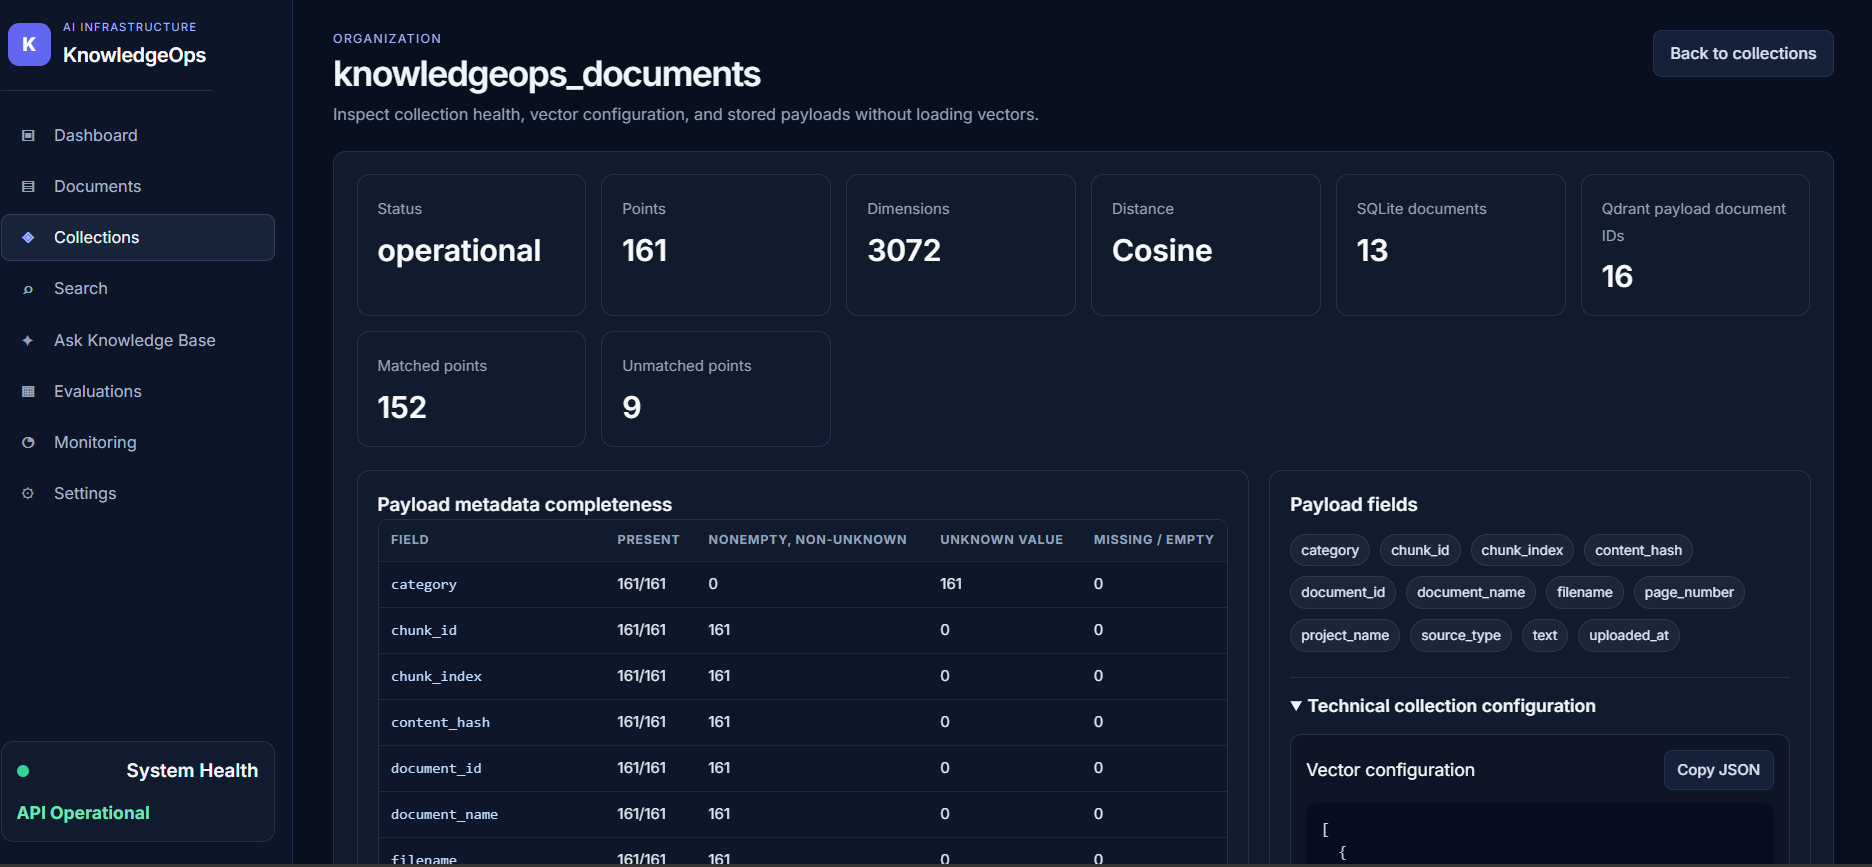 K
AI INFRASTRUCTURE
KnowledgeOps
Dashboard
Documents
Collections
Search
Ask Knowledge Base
Evaluations
Monitoring
Settings
System Health
API Operational
ORGANIZATION
knowledgeops_documents
Inspect collection health, vector configuration, and stored payloads without loading vectors.
Back to collections
Status
operational
Points
161
Dimensions
3072
Distance
Cosine
SQLite documents
13
Qdrant payload document
IDs
16
Matched points
152
Unmatched points
9
Payload metadata completeness
FIELD PRESENT NONEMPTY, NON-UNKNOWN UNKNOWN VALUE MISSING / EMPTY
category 161/161 0 161 0
chunk_id 161/161 161 0 0
chunk_index 161/161 161 0 0
content_hash 161/161 161 0 0
document_id 161/161 161 0 0
document_name 161/161 161 0 0
filename 161/161 161 0 0
Payload fields
category chunk_id chunk_index content_hash
document_id document_name filename page_number
project_name source_type text uploaded_at
▼ Technical collection configuration
Vector configuration
Copy JSON
[
{